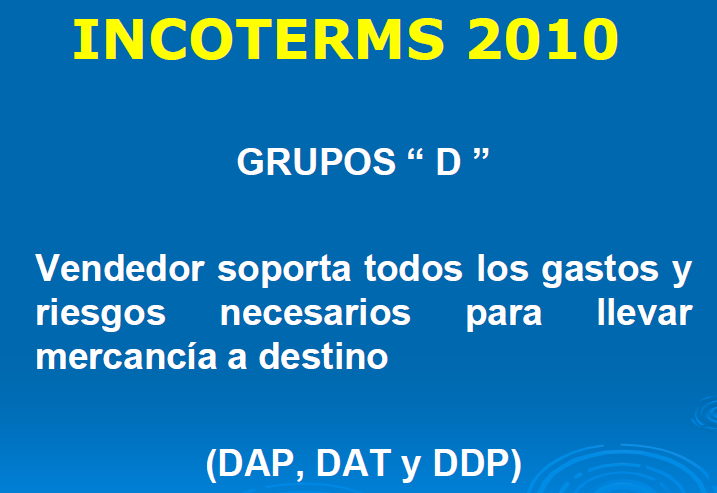 INCOTERMS 2010
GRUPOS “ D ”
Vendedor soporta todos los gastos y
riesgos necesarios para llevar
mercancía a destino
(DAP, DAT y DDP)